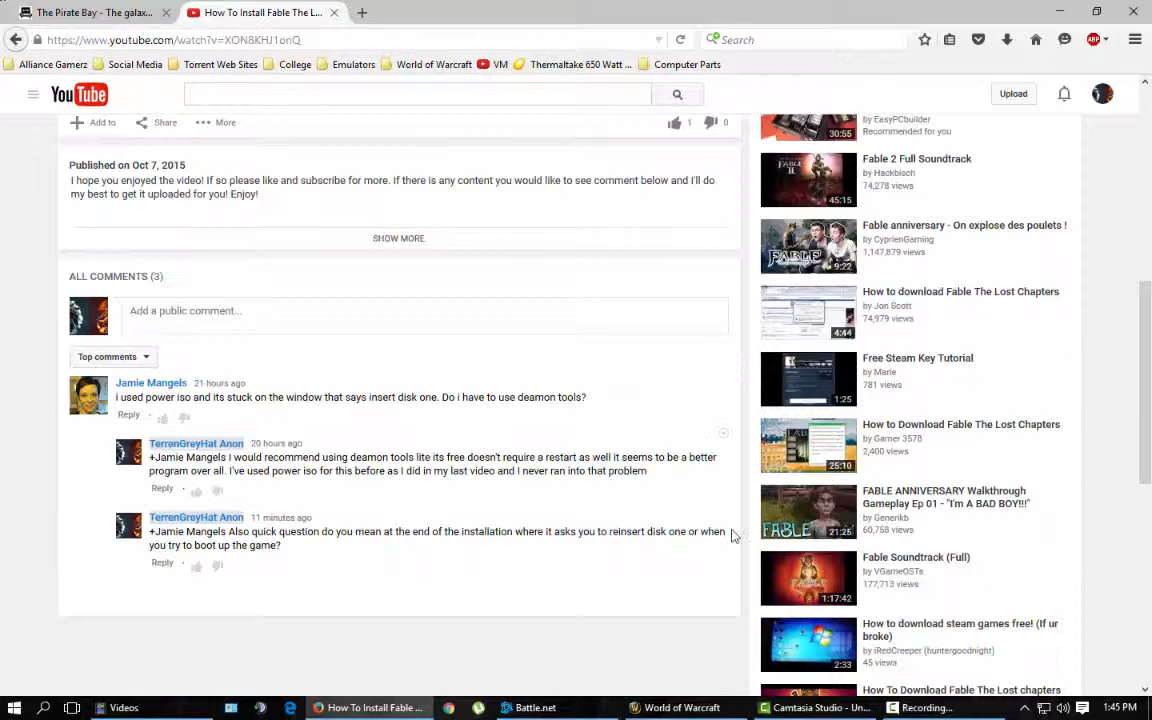 The Pirate Bay - The galax...
How To Install Fable The L...
https://www.youtube.com/watch?v=XON8KHJ1onQ
Search
ABP
Alliance Gamerz
Social Media
Torrent Web Sites
College
Emulators
World of Warcraft
VM
Thermaltake 650 Watt ...
Computer Parts
YouTube
Upload
Add to
Share
More
1
0
Published on Oct 7, 2015
I hope you enjoyed the video! If so please like and subscribe for more. If there is any content you would like to see comment below and I'll do
my best to get it uploaded for you! Enjoy!
SHOW MORE
ALL COMMENTS (3)
Add a public comment...
Top comments
Jamie Mangels 21 hours ago
i used power iso and its stuck on the window that says insert disk one. Do i have to use deamon tools?
Reply
TerrenGreyHat Anon 20 hours ago
+Jamie Mangels I would recommend using deamon tools lite its free doesn't require a restart as well it seems to be a better
program over all. I've used power iso for this before as I did in my last video and I never ran into that problem
Reply
TerrenGreyHat Anon 11 minutes ago
+Jamie Mangels Also quick question do you mean at the end of the installation where it asks you to reinsert disk one or when
you try to boot up the game?
Reply
by EasyPCbuilder
Recommended for you
30:55
Fable 2 Full Soundtrack
by Hackbiach
74,278 views
45:15
Fable anniversary - On explose des poulets !
by CyprienGaming
1,147,879 views
FABLE
9:22
How to download Fable The Lost Chapters
by Jon Scott
74,979 views
4:44
Free Steam Key Tutorial
by Marie
781 views
1:25
How to Download Fable The Lost Chapters
by Gamer 3578
2,400 views
25:10
FABLE ANNIVERSARY Walkthrough
Gameplay Ep 01 - "I'm A BAD BOY!!!"
by Generikb
60,758 views
FABLE
21:25
Fable Soundtrack (Full)
by VGameOSTs
177,713 views
1:17:42
How to download steam games free! (If ur
broke)
by iRedCreeper (huntergoodnight)
45 views
2:33
How To Download Fable The Lost chapters
Videos
How To Install Fable ...
Battle.net
World of Warcraft
Camtasia Studio - Un...
Recording...
1:45 PM